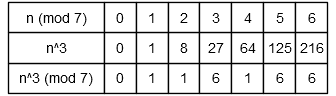 n (mod 7) 0 1 2 3 4 5 6
n^3 0 1 8 27 64 125 216
n^3 (mod 7) 0 1 1 6 1 6 6